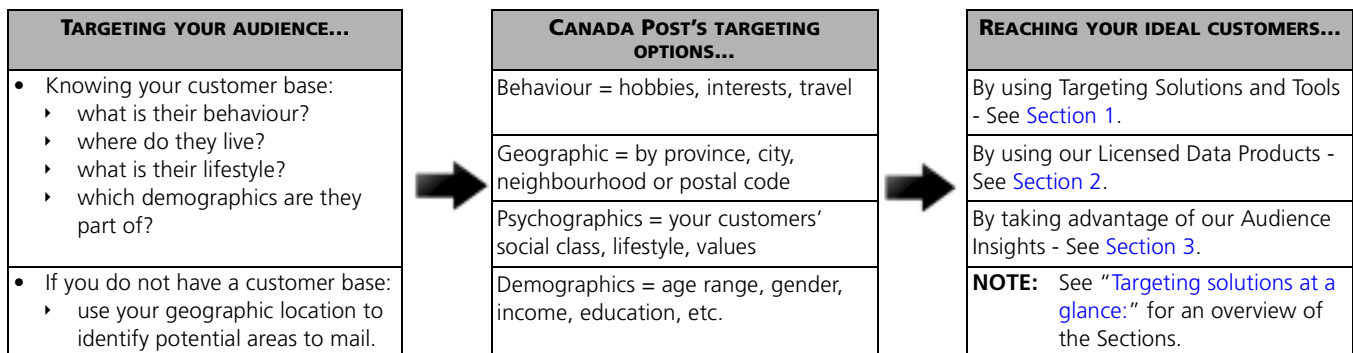 TARGETING YOUR AUDIENCE...
• Knowing your customer base:
‣ what is their behaviour?
‣ where do they live?
‣ what is their lifestyle?
‣ which demographics are they
part of?
• If you do not have a customer base:
‣ use your geographic location to
identify potential areas to mail.
CANADA POST'S TARGETING
OPTIONS...
Behaviour = hobbies, interests, travel
Geographic = by province, city,
neighbourhood or postal code
Psychographics = your customers'
social class, lifestyle, values
Demographics = age range, gender,
income, education, etc.
REACHING YOUR IDEAL CUSTOMERS...
By using Targeting Solutions and Tools
- See Section 1.
By using our Licensed Data Products -
See Section 2.
By taking advantage of our Audience
Insights - See Section 3.
NOTE: See “Targeting solutions at a
glance:” for an overview of
the Sections.